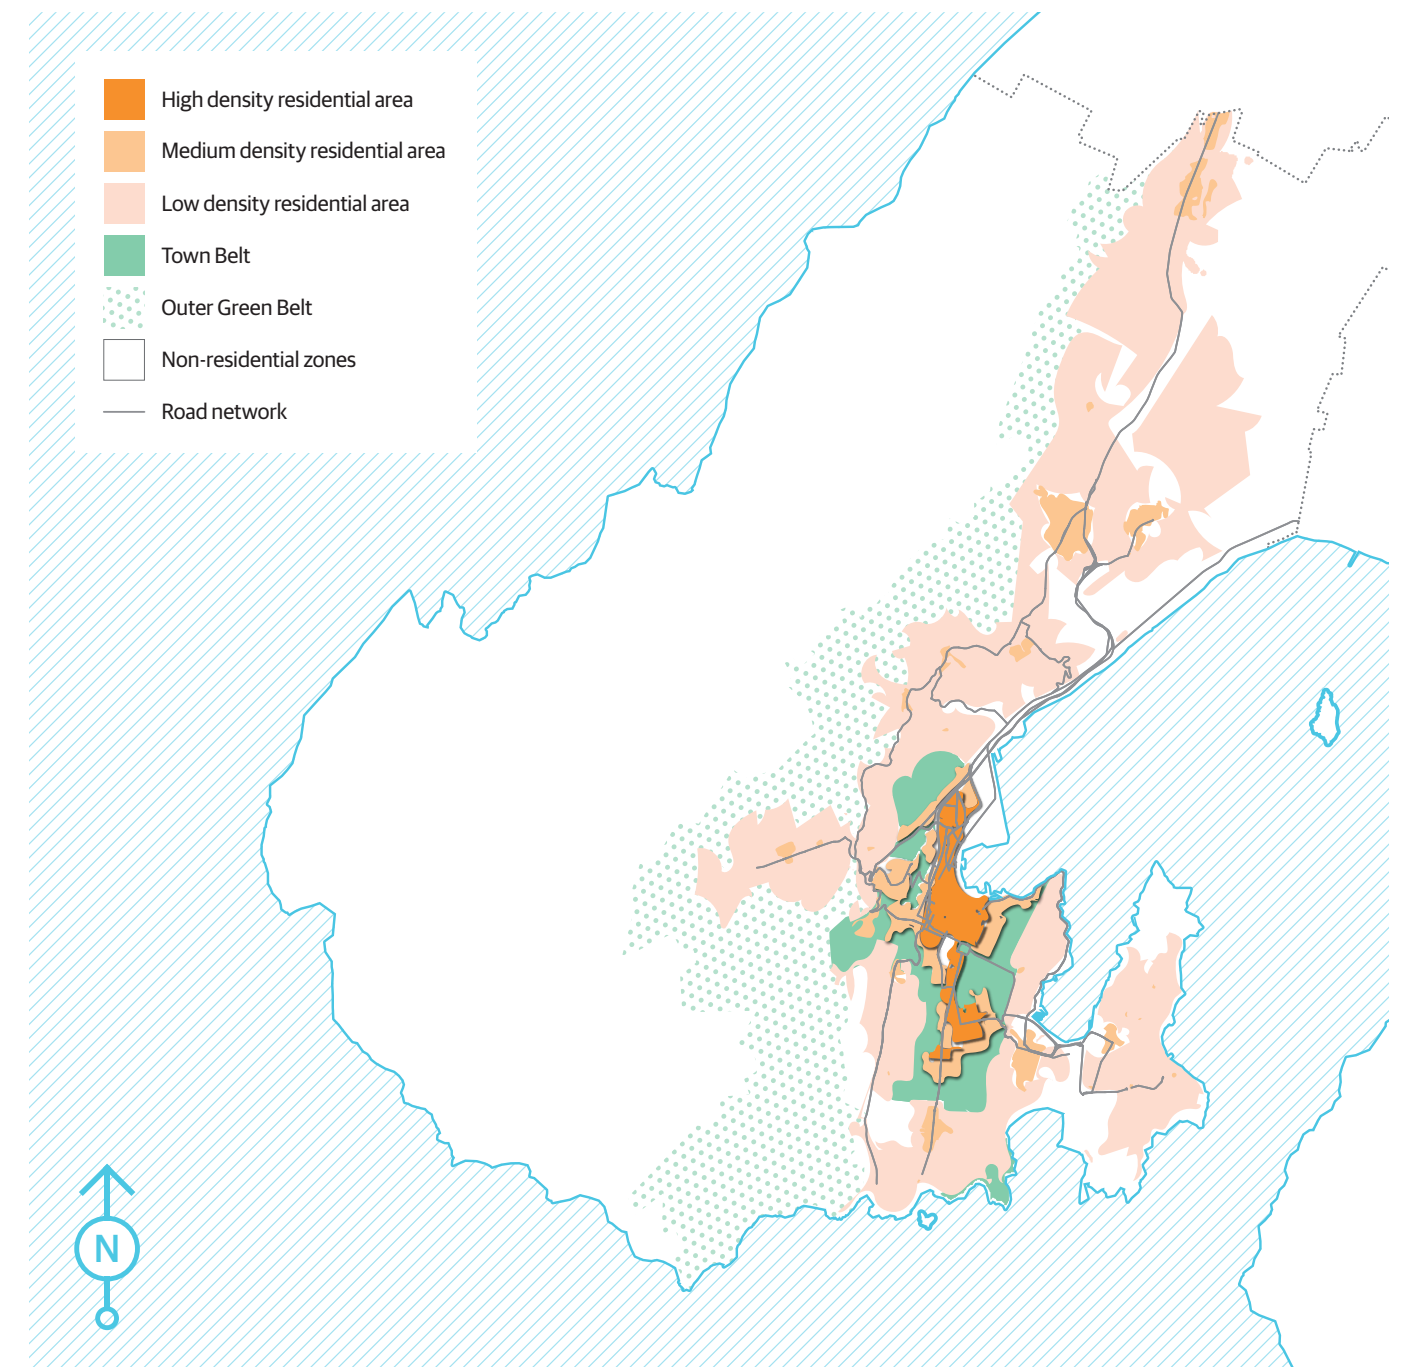 High density residential area
Medium density residential area
Low density residential area
Town Belt
Outer Green Belt
Non-residential zones
Road network
N